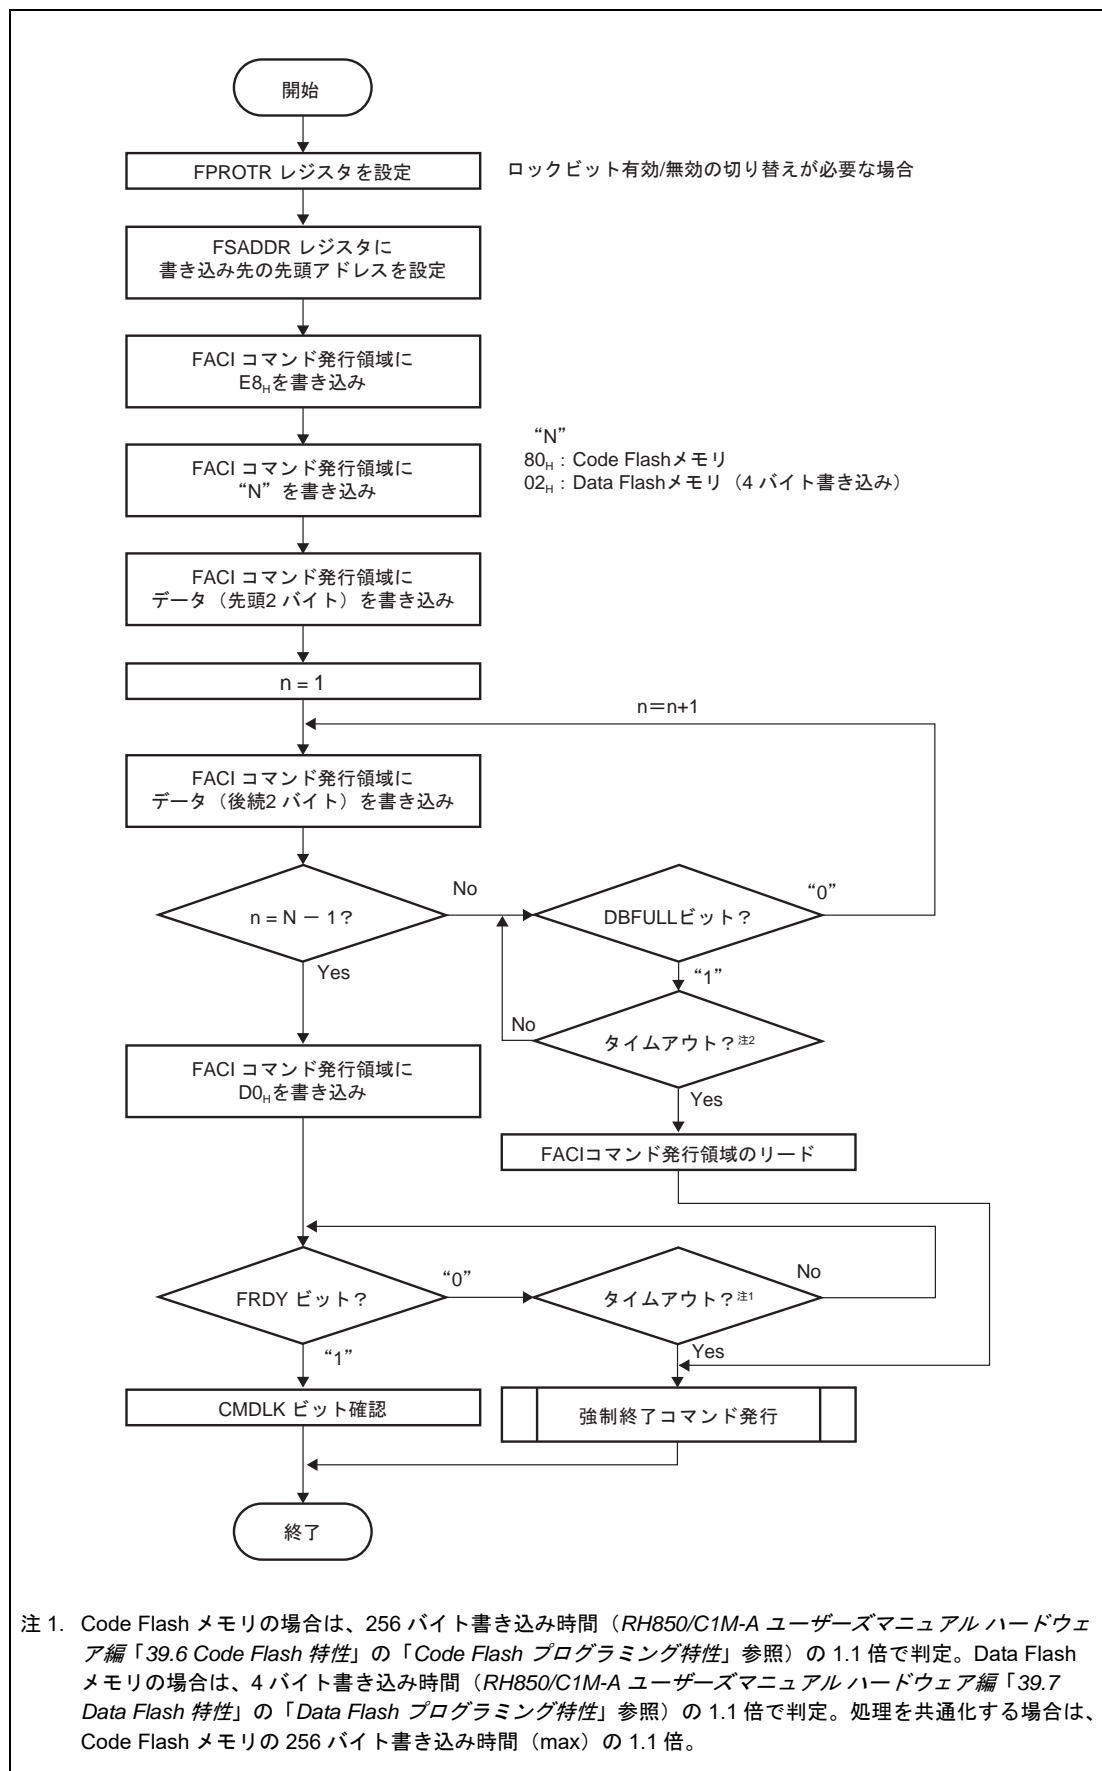 開始
FPROTR レジスタを設定
ロックビット有効/無効の切り替えが必要な場合
FSADDR レジスタに
書き込み先の先頭アドレスを設定
FACI コマンド発行領域に
E8Hを書き込み
FACI コマンド発行領域に
“N”を書き込み
“N”
80H : Code Flashメモリ
02H : Data Flashメモリ（4 バイト書き込み）
FACI コマンド発行領域に
データ（先頭2 バイト）を書き込み
n = 1
n＝n+1
FACI コマンド発行領域に
データ（後続2 バイト）を書き込み
n = N － 1？
No
DBFULLビット？
“0”
Yes
“1”
No
タイムアウト？注2
FACI コマンド発行領域に
D0Hを書き込み
Yes
FACIコマンド発行領域のリード
FRDY ビット？
“0”
タイムアウト？注1
No
“1”
Yes
CMDLK ビット確認
強制終了コマンド発行
終了
注 1. Code Flash メモリの場合は、256 バイト書き込み時間（RH850/C1M-A ユーザーズマニュアル ハードウェ
ア編「39.6 Code Flash 特性」の「Code Flash プログラミング特性」参照）の 1.1 倍で判定。Data Flash
メモリの場合は、4 バイト書き込み時間（RH850/C1M-A ユーザーズマニュアル ハードウェア編「39.7
Data Flash 特性」の「Data Flash プログラミング特性」参照）の 1.1 倍で判定。処理を共通化する場合は、
Code Flash メモリの 256 バイト書き込み時間（max）の 1.1 倍。